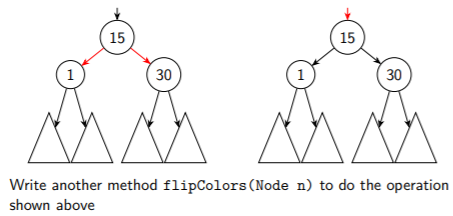 15 15
1 30 1 30
Write another method flipColors(Node n) to do the operation
shown above